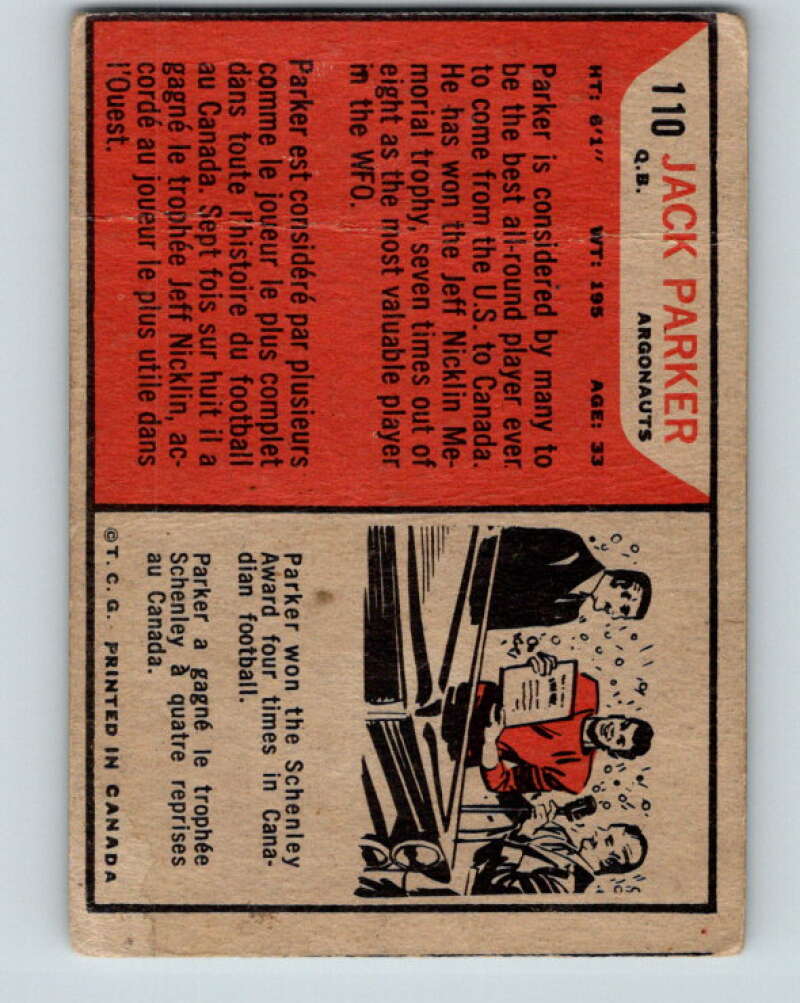 110 JACK PARKER
Q.B. ARGONAUTS
HT: 6'1" WT: 195 AGE: 33
Parker is considered by many to
be the best all-round player ever
to come from the U.S. to Canada.
He has won the Jeff Nicklin Me-
morial trophy, seven times out of
eight as the most valuable player
in the WFO.
Parker est considéré par plusieurs
comme le joueur le plus complet
dans toute l'histoire du football
au Canada. Sept fois sur huit il a
gagné le trophée Jeff Nicklin, ac-
cordé au joueur le plus utile dans
l'Ouest.
Parker won the Schenley
Award four times in Cana-
dian football.
Parker a gagné le trophée
Schenley à quatre reprises
au Canada.
© T. C. G. PRINTED IN CANADA